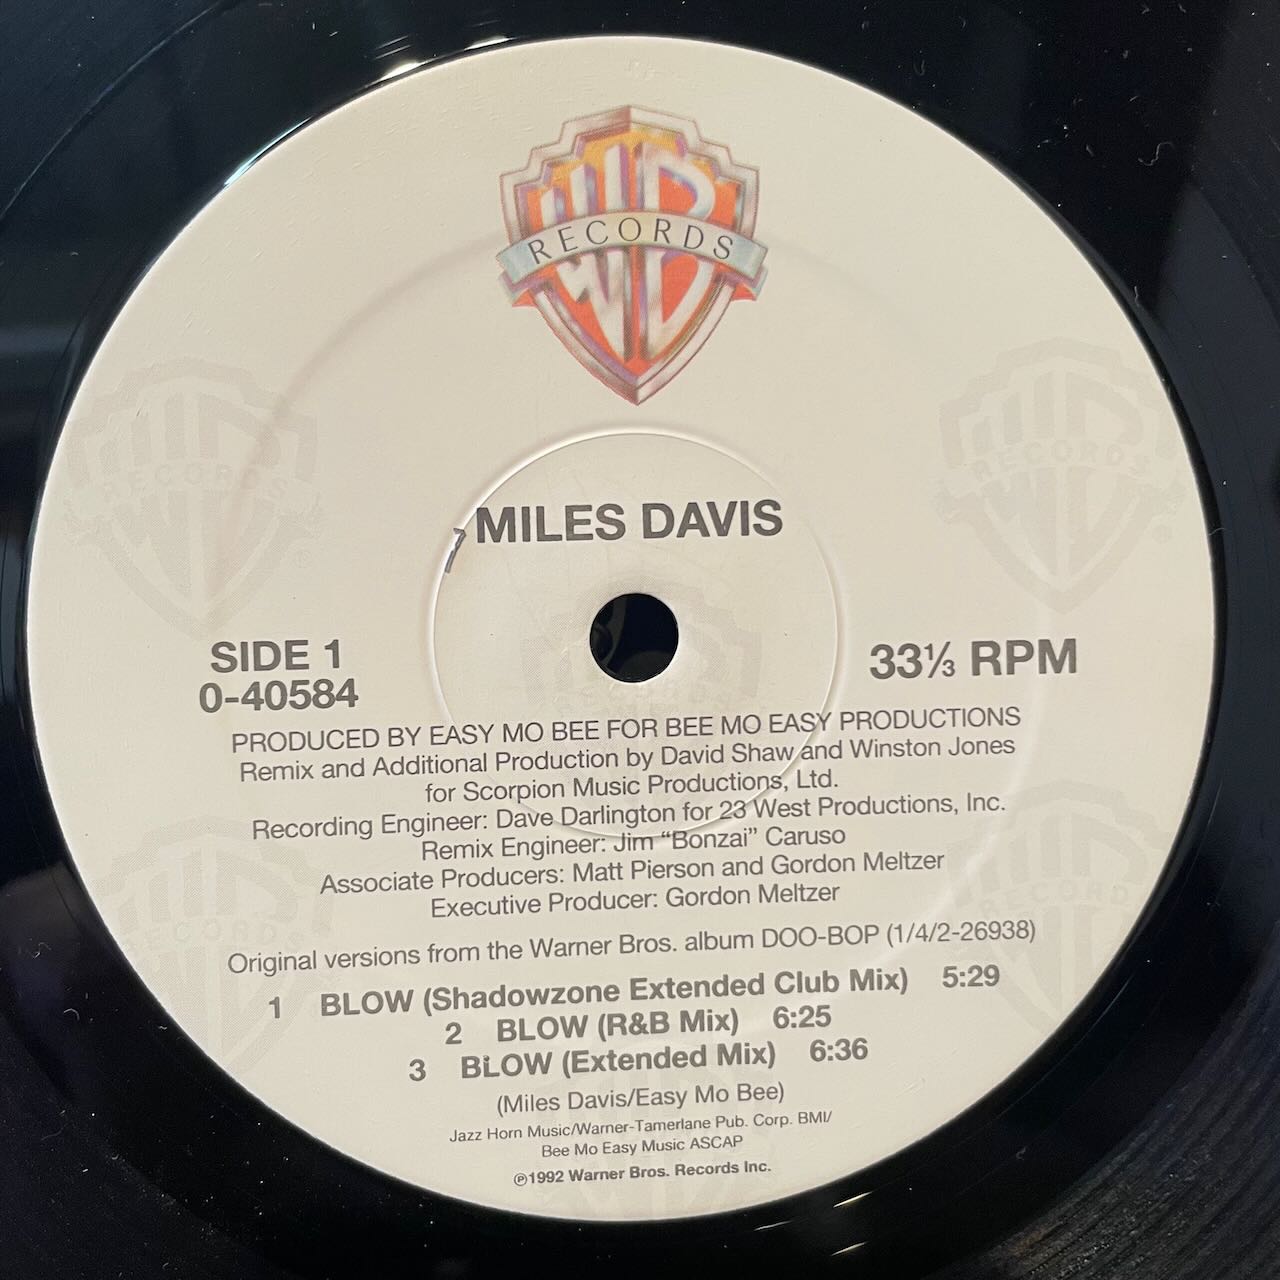 WB
RECORDS
MILES DAVIS
SIDE 1
0-40584
33⅓ RPM
PRODUCED BY EASY MO BEE FOR BEE MO EASY PRODUCTIONS
Remix and Additional Production by David Shaw and Winston Jones
for Scorpion Music Productions, Ltd.
Recording Engineer: Dave Darlington for 23 West Productions, Inc.
Remix Engineer: Jim “Bonzai” Caruso
Associate Producers: Matt Pierson and Gordon Meltzer
Executive Producer: Gordon Meltzer
Original versions from the Warner Bros. album DOO-BOP (1/4/2-26938)
1 BLOW (Shadowzone Extended Club Mix) 5:29
2 BLOW (R&B Mix) 6:25
3 BLOW (Extended Mix) 6:36
(Miles Davis/Easy Mo Bee)
Jazz Horn Music/Warner-Tamerlane Pub. Corp. BMI/
Bee Mo Easy Music ASCAP
℗1992 Warner Bros. Records Inc.